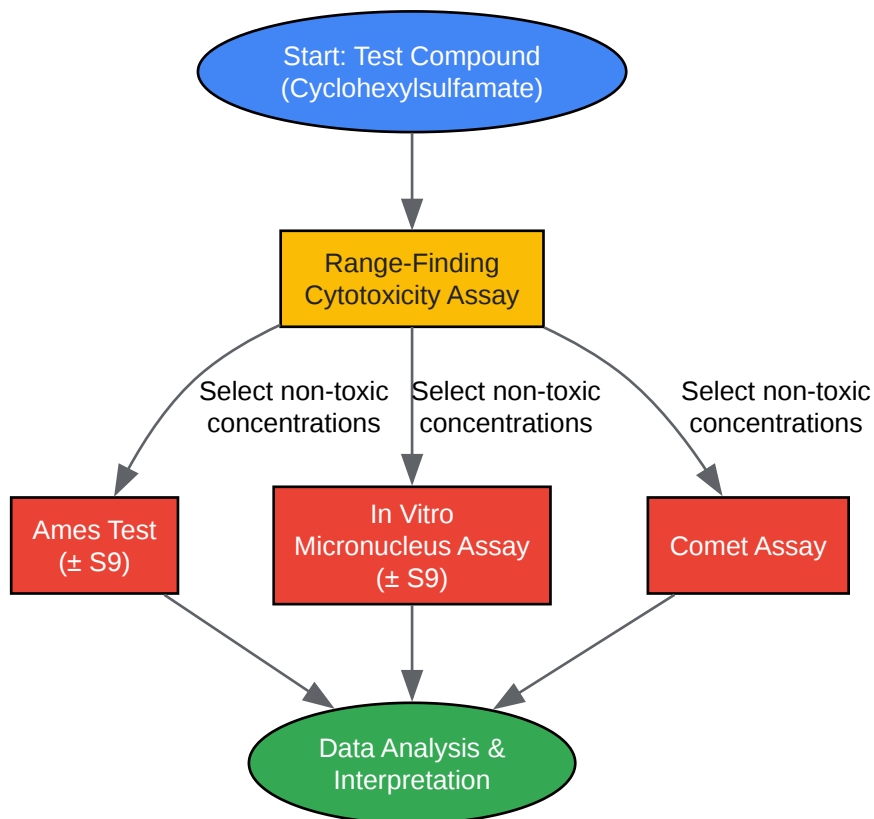 Start: Test Compound
(Cyclohexylsulfamate)
Range-Finding
Cytotoxicity Assay
Select non-toxic
concentrations
Select non-toxic
concentrations
Select non-toxic
concentrations
Ames Test
(± S9)
In Vitro
Micronucleus Assay
(± S9)
Comet Assay
Data Analysis &
Interpretation